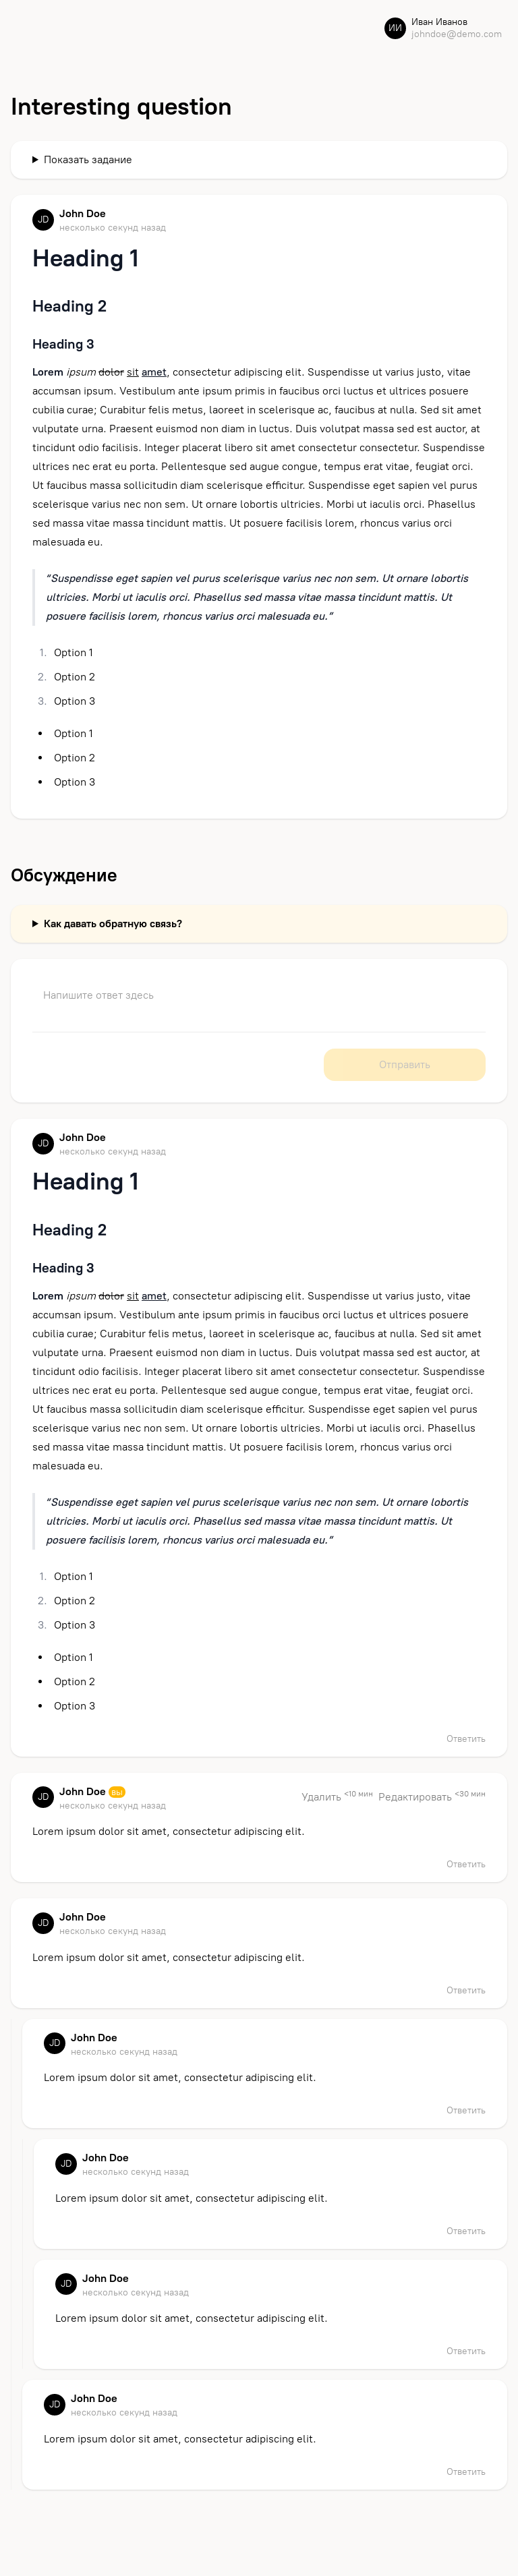 ИИ
Иван Иванов
johndoe@demo.com
Interesting question
Показать задание
JD
John Doe
несколько секунд назад
Heading 1
Heading 2
Heading 3
Lorem ipsum dolor sit amet, consectetur adipiscing elit. Suspendisse ut varius justo, vitae
accumsan ipsum. Vestibulum ante ipsum primis in faucibus orci luctus et ultrices posuere
cubilia curae; Curabitur felis metus, laoreet in scelerisque ac, faucibus at nulla. Sed sit amet
vulputate urna. Praesent euismod non diam in luctus. Duis volutpat massa sed est auctor, at
tincidunt odio facilisis. Integer placerat libero sit amet consectetur consectetur. Suspendisse
ultrices nec erat eu porta. Pellentesque sed augue congue, tempus erat vitae, feugiat orci.
Ut faucibus massa sollicitudin diam scelerisque efficitur. Suspendisse eget sapien vel purus
scelerisque varius nec non sem. Ut ornare lobortis ultricies. Morbi ut iaculis orci. Phasellus
sed massa vitae massa tincidunt mattis. Ut posuere facilisis lorem, rhoncus varius orci
malesuada eu.
“Suspendisse eget sapien vel purus scelerisque varius nec non sem. Ut ornare lobortis
ultricies. Morbi ut iaculis orci. Phasellus sed massa vitae massa tincidunt mattis. Ut
posuere facilisis lorem, rhoncus varius orci malesuada eu.”
1. Option 1
2. Option 2
3. Option 3
• Option 1
• Option 2
• Option 3
Обсуждение
Как давать обратную связь?
Напишите ответ здесь
Отправить
JD
John Doe
несколько секунд назад
Heading 1
Heading 2
Heading 3
Lorem ipsum dolor sit amet, consectetur adipiscing elit. Suspendisse ut varius justo, vitae
accumsan ipsum. Vestibulum ante ipsum primis in faucibus orci luctus et ultrices posuere
cubilia curae; Curabitur felis metus, laoreet in scelerisque ac, faucibus at nulla. Sed sit amet
vulputate urna. Praesent euismod non diam in luctus. Duis volutpat massa sed est auctor, at
tincidunt odio facilisis. Integer placerat libero sit amet consectetur consectetur. Suspendisse
ultrices nec erat eu porta. Pellentesque sed augue congue, tempus erat vitae, feugiat orci.
Ut faucibus massa sollicitudin diam scelerisque efficitur. Suspendisse eget sapien vel purus
scelerisque varius nec non sem. Ut ornare lobortis ultricies. Morbi ut iaculis orci. Phasellus
sed massa vitae massa tincidunt mattis. Ut posuere facilisis lorem, rhoncus varius orci
malesuada eu.
“Suspendisse eget sapien vel purus scelerisque varius nec non sem. Ut ornare lobortis
ultricies. Morbi ut iaculis orci. Phasellus sed massa vitae massa tincidunt mattis. Ut
posuere facilisis lorem, rhoncus varius orci malesuada eu.”
1. Option 1
2. Option 2
3. Option 3
• Option 1
• Option 2
• Option 3
Ответить
JD
John Doe Вы
несколько секунд назад
Удалить <10 мин Редактировать <30 мин
Lorem ipsum dolor sit amet, consectetur adipiscing elit.
Ответить
JD
John Doe
несколько секунд назад
Lorem ipsum dolor sit amet, consectetur adipiscing elit.
Ответить
JD
John Doe
несколько секунд назад
Lorem ipsum dolor sit amet, consectetur adipiscing elit.
Ответить
JD
John Doe
несколько секунд назад
Lorem ipsum dolor sit amet, consectetur adipiscing elit.
Ответить
JD
John Doe
несколько секунд назад
Lorem ipsum dolor sit amet, consectetur adipiscing elit.
Ответить
JD
John Doe
несколько секунд назад
Lorem ipsum dolor sit amet, consectetur adipiscing elit.
Ответить